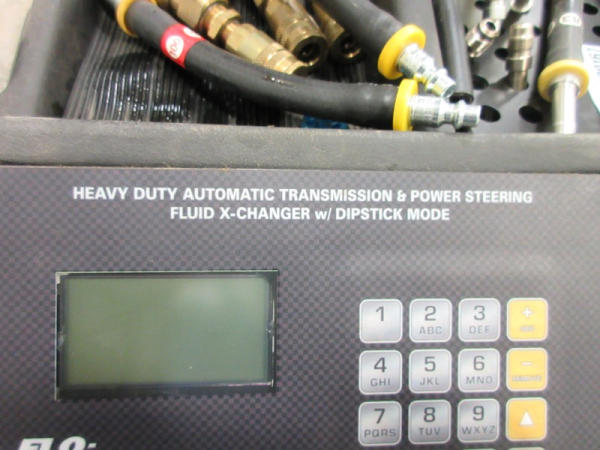 HEAVY DUTY AUTOMATIC TRANSMISSION & POWER STEERING
FLUID X-CHANGER w/ DIPSTICK MODE
1 2 3 +
ABC DEF
4 5 6 -
GHI JKL MNO
7 8 9
PQRS TUV WXYZ